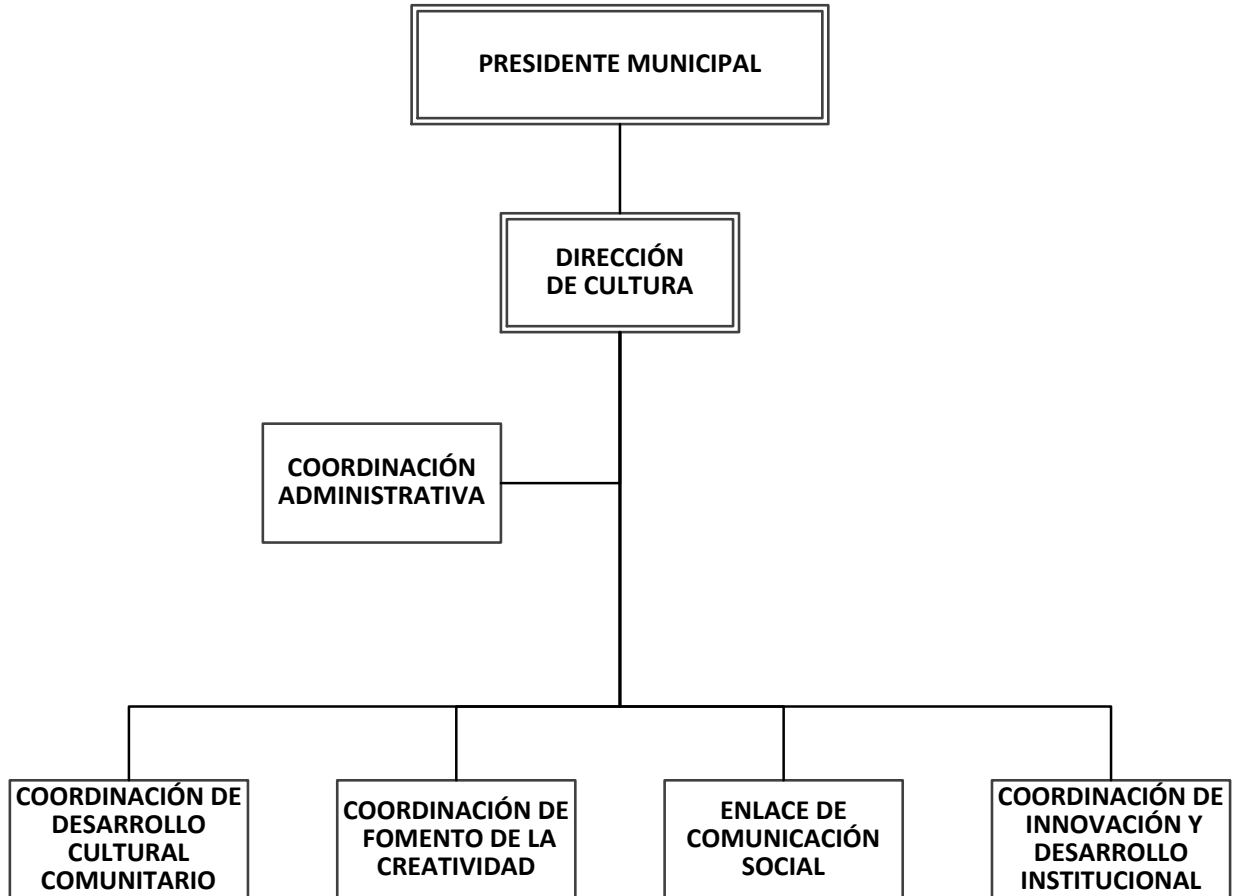 PRESIDENTE MUNICIPAL
DIRECCIÓN
DE CULTURA
COORDINACIÓN
ADMINISTRATIVA
COORDINACIÓN DE
DESARROLLO
CULTURAL
COMUNITARIO
COORDINACIÓN DE
FOMENTO DE LA
CREATIVIDAD
ENLACE DE
COMUNICACIÓN
SOCIAL
COORDINACIÓN DE
INNOVACIÓN Y
DESARROLLO
INSTITUCIONAL